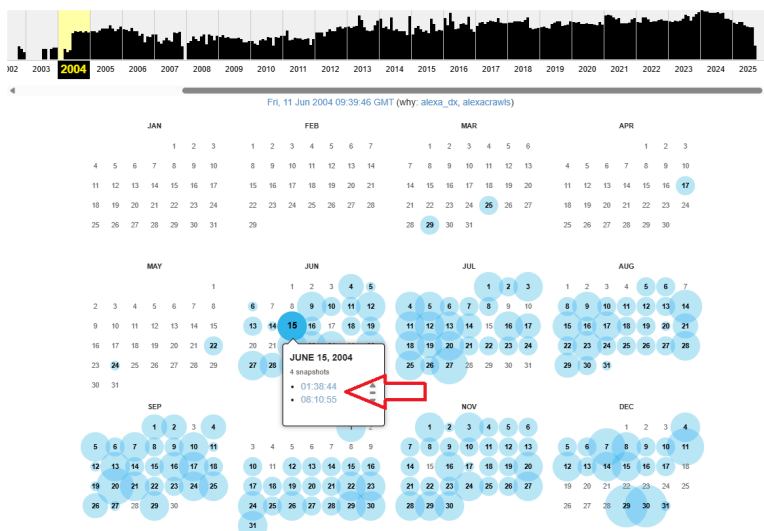 2003 2004 2005 2006 2007 2008 2009 2010 2011 2012 2013 2014 2015 2016 2017 2018 2019 2020 2021 2022 2023 2024 2025
Fri, 11 Jun 2004 09:39:46 GMT (why: alexa_dx, alexacrawls)
JAN
1 2 3
4 5 6 7 8 9 10
11 12 13 14 15 16 17
18 19 20 21 22 23 24
25 26 27 28 29 30 31
FEB
1 2 3 4 5 6 7
8 9 10 11 12 13 14
15 16 17 18 19 20 21
22 23 24 25 26 27 28
29
MAR
1 2 3 4 5 6
7 8 9 10 11 12 13
14 15 16 17 18 19 20
21 22 23 24 25 26 27
28 29 30 31
APR
1 2 3
4 5 6 7 8 9 10
11 12 13 14 15 16 17
18 19 20 21 22 23 24
25 26 27 28 29 30
MAY
1
2 3 4 5 6 7 8
9 10 11 12 13 14 15
16 17 18 19 20 21 22
23 24 25 26 27 28 29
30 31
JUN
1 2 3 4 5
6 7 8 9 10 11 12
13 14 15 16 17 18 19
20 21
27 28
JUNE 15, 2004
4 snapshots
• 01:38:44
• 08:10:55
JUL
1 2 3
4 5 6 7 8 9 10
11 12 13 14 15 16 17
18 19 20 21 22 23 24
25 26 27 28 29 30 31
AUG
1 2 3 4 5 6 7
8 9 10 11 12 13 14
15 16 17 18 19 20 21
22 23 24 25 26 27 28
29 30 31
SEP
1 2 3 4
5 6 7 8 9 10 11
12 13 14 15 16 17 18
19 20 21 22 23 24 25
26 27 28 29 30
1 2
3 4 5 6 7 8 9
10 11 12 13 14 15 16
17 18 19 20 21 22 23
24 25 26 27 28 29 30
31
NOV
1 2 3 4 5 6
7 8 9 10 11 12 13
14 15 16 17 18 19 20
21 22 23 24 25 26 27
28 29 30
DEC
1 2 3 4
5 6 7 8 9 10 11
12 13 14 15 16 17 18
19 20 21 22 23 24 25
26 27 28 29 30 31